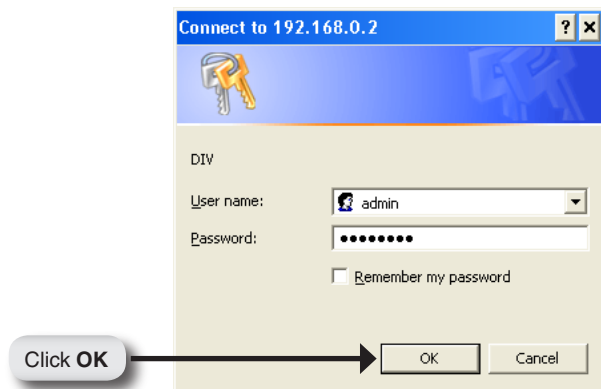 Connect to 192.168.0.2
DIV
User name:
admin
Password:
••••••••
Remember my password
Click OK
OK
Cancel